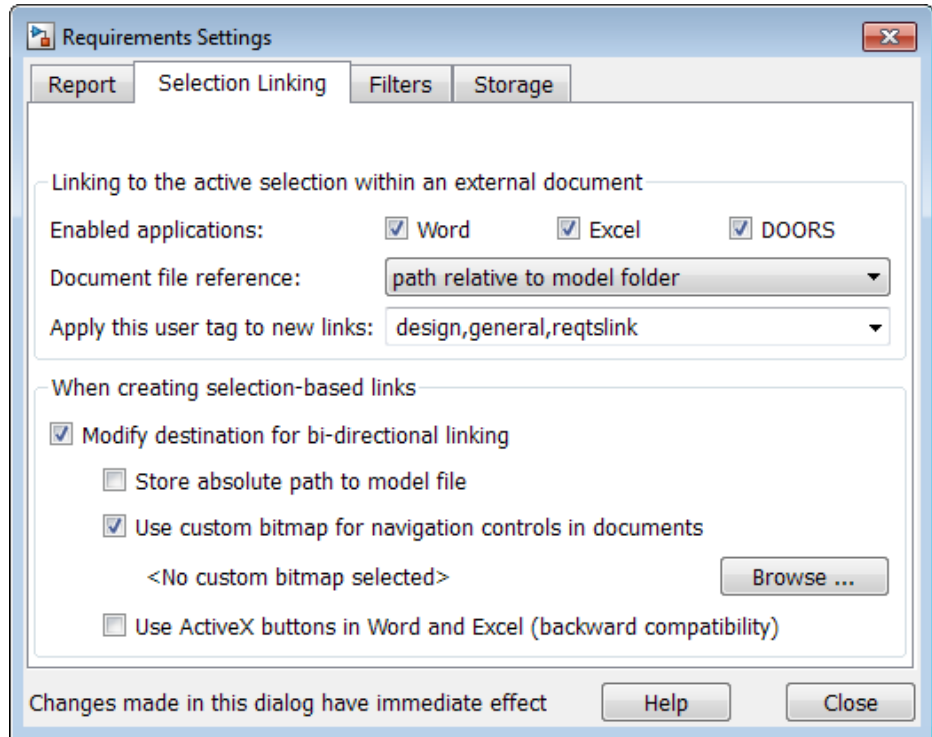 Requirements Settings
Report Selection Linking Filters Storage
Linking to the active selection within an external document
Enabled applications: Word Excel DOORS
Document file reference: path relative to model folder
Apply this user tag to new links: design,general,reqtslink
When creating selection-based links
Modify destination for bi-directional linking
Store absolute path to model file
Use custom bitmap for navigation controls in documents
<No custom bitmap selected> Browse ...
Use ActiveX buttons in Word and Excel (backward compatibility)
Changes made in this dialog have immediate effect Help Close